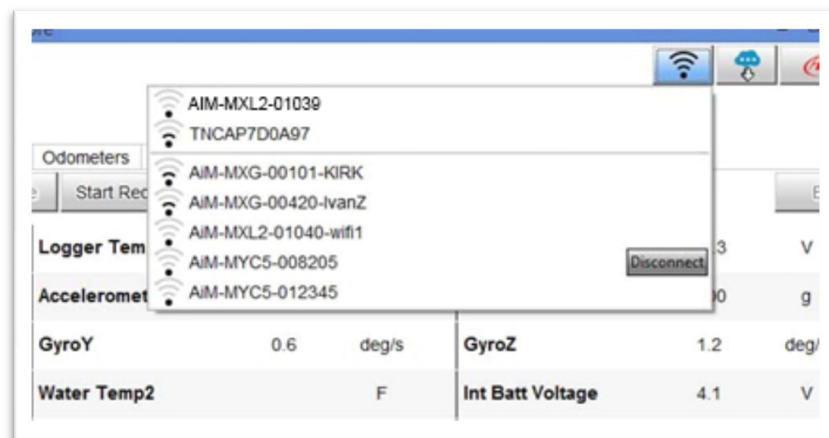 AIM-MXL2-01039
TNCAP7D0A97
Odometers
AiM-MXG-00101-KIRK
Start Rec
AiM-MXG-00420-IvanZ
AiM-MXL2-01040-wifi1
Logger Tem 3 V
AiM-MYC5-008205 Disconnect
Acceleromet 00 g
AiM-MYC5-012345
GyroY 0.6 deg/s GyroZ 1.2 deg/
Water Temp2 F Int Batt Voltage 4.1 V